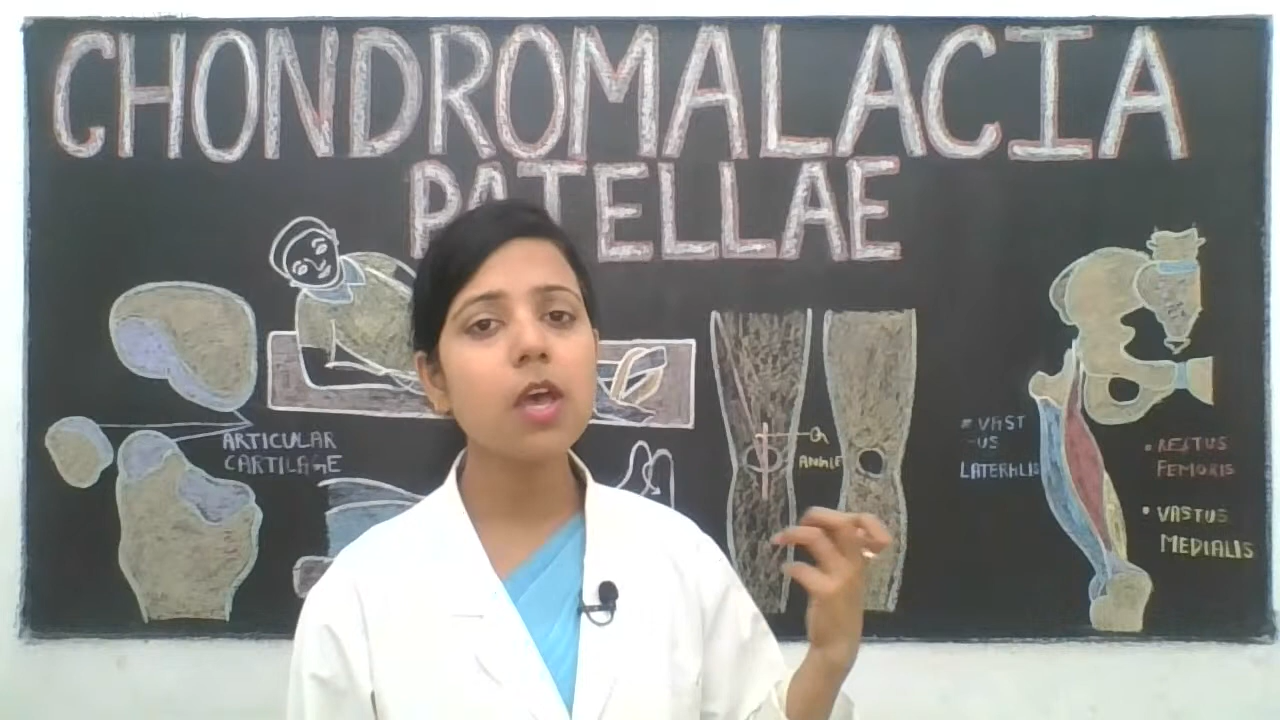 CHONDROMALACIA
PATELLAE
ARTICULAR
CARTILAGE
Q
ANGLE
VAST
-US
LATERALIS
• RECTUS
FEMORIS
• VASTUS
MEDIALIS